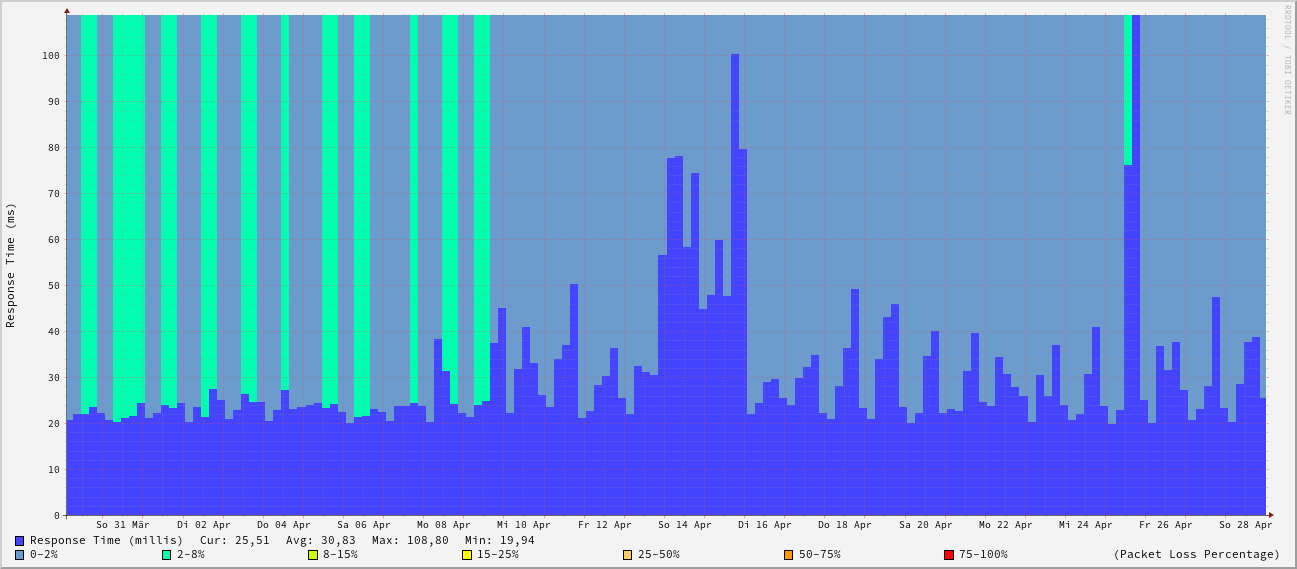 RRDTOOL / TOBI OETIKER
Response Time (ms)
100
90
80
70
60
50
40
30
20
10
0
So 31 Mär Di 02 Apr Do 04 Apr Sa 06 Apr Mo 08 Apr Mi 10 Apr Fr 12 Apr So 14 Apr Di 16 Apr Do 18 Apr Sa 20 Apr Mo 22 Apr Mi 24 Apr Fr 26 Apr So 28 Apr
Response Time (millis) Cur: 25,51 Avg: 30,83 Max: 108,80 Min: 19,94
0-2% 2-8% 8-15% 15-25% 25-50% 50-75% 75-100% (Packet Loss Percentage)